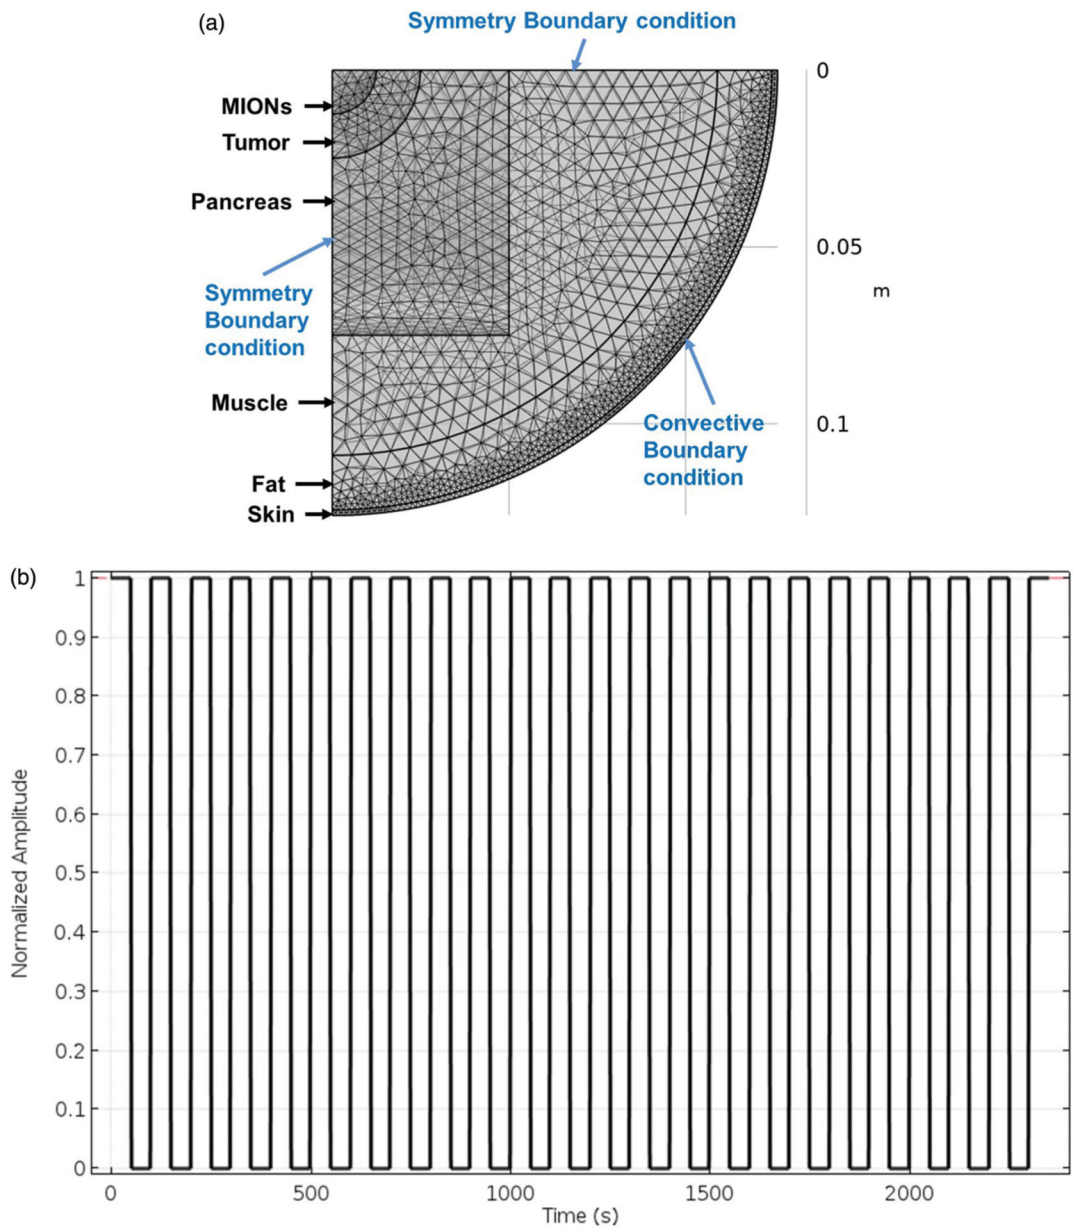 (a)
Symmetry Boundary condition
MIONs
Tumor
Pancreas
Symmetry
Boundary
condition
Muscle
Fat
Skin
0
0.05
m
0.1
Convective
Boundary
condition
(b)
1
0.9
0.8
0.7
0.6
0.5
0.4
0.3
0.2
0.1
0
Normalized Amplitude
0 500 1000 1500 2000
Time (s)